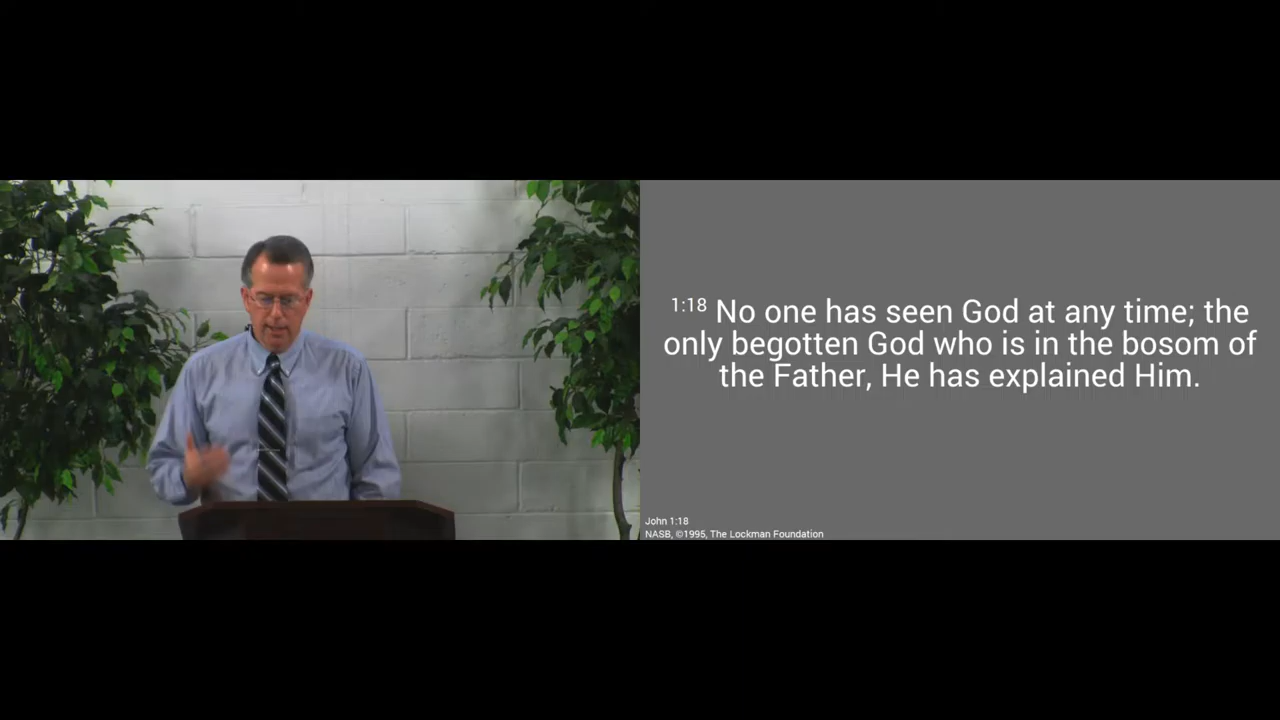 1:18 No one has seen God at any time; the
only begotten God who is in the bosom of
the Father, He has explained Him.
John 1:18
NASB, ©1995, The Lockman Foundation